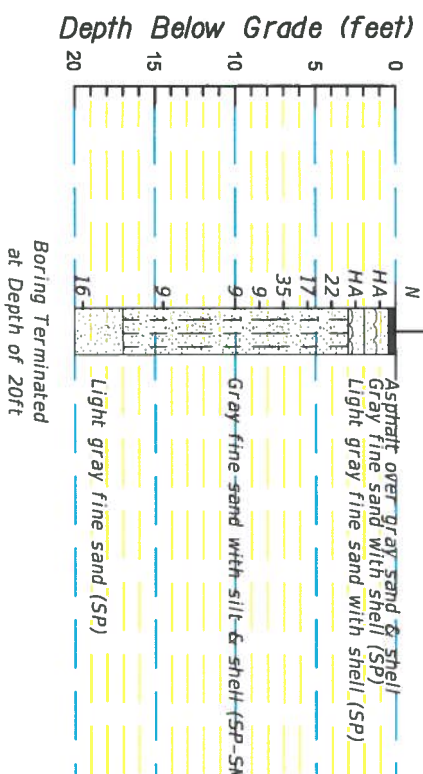 Depth Below Grade (feet)
20
15
10
5
0
N
HA
HA
22
17
35
9
9
9
16
Asphalt over gray sand & shell
Gray fine sand with shell (SP)
Light gray fine sand with shell (SP)
Gray fine sand with silt & shell (SP-SM
Light gray fine sand (SP)
Boring Terminated
at Depth of 20ft